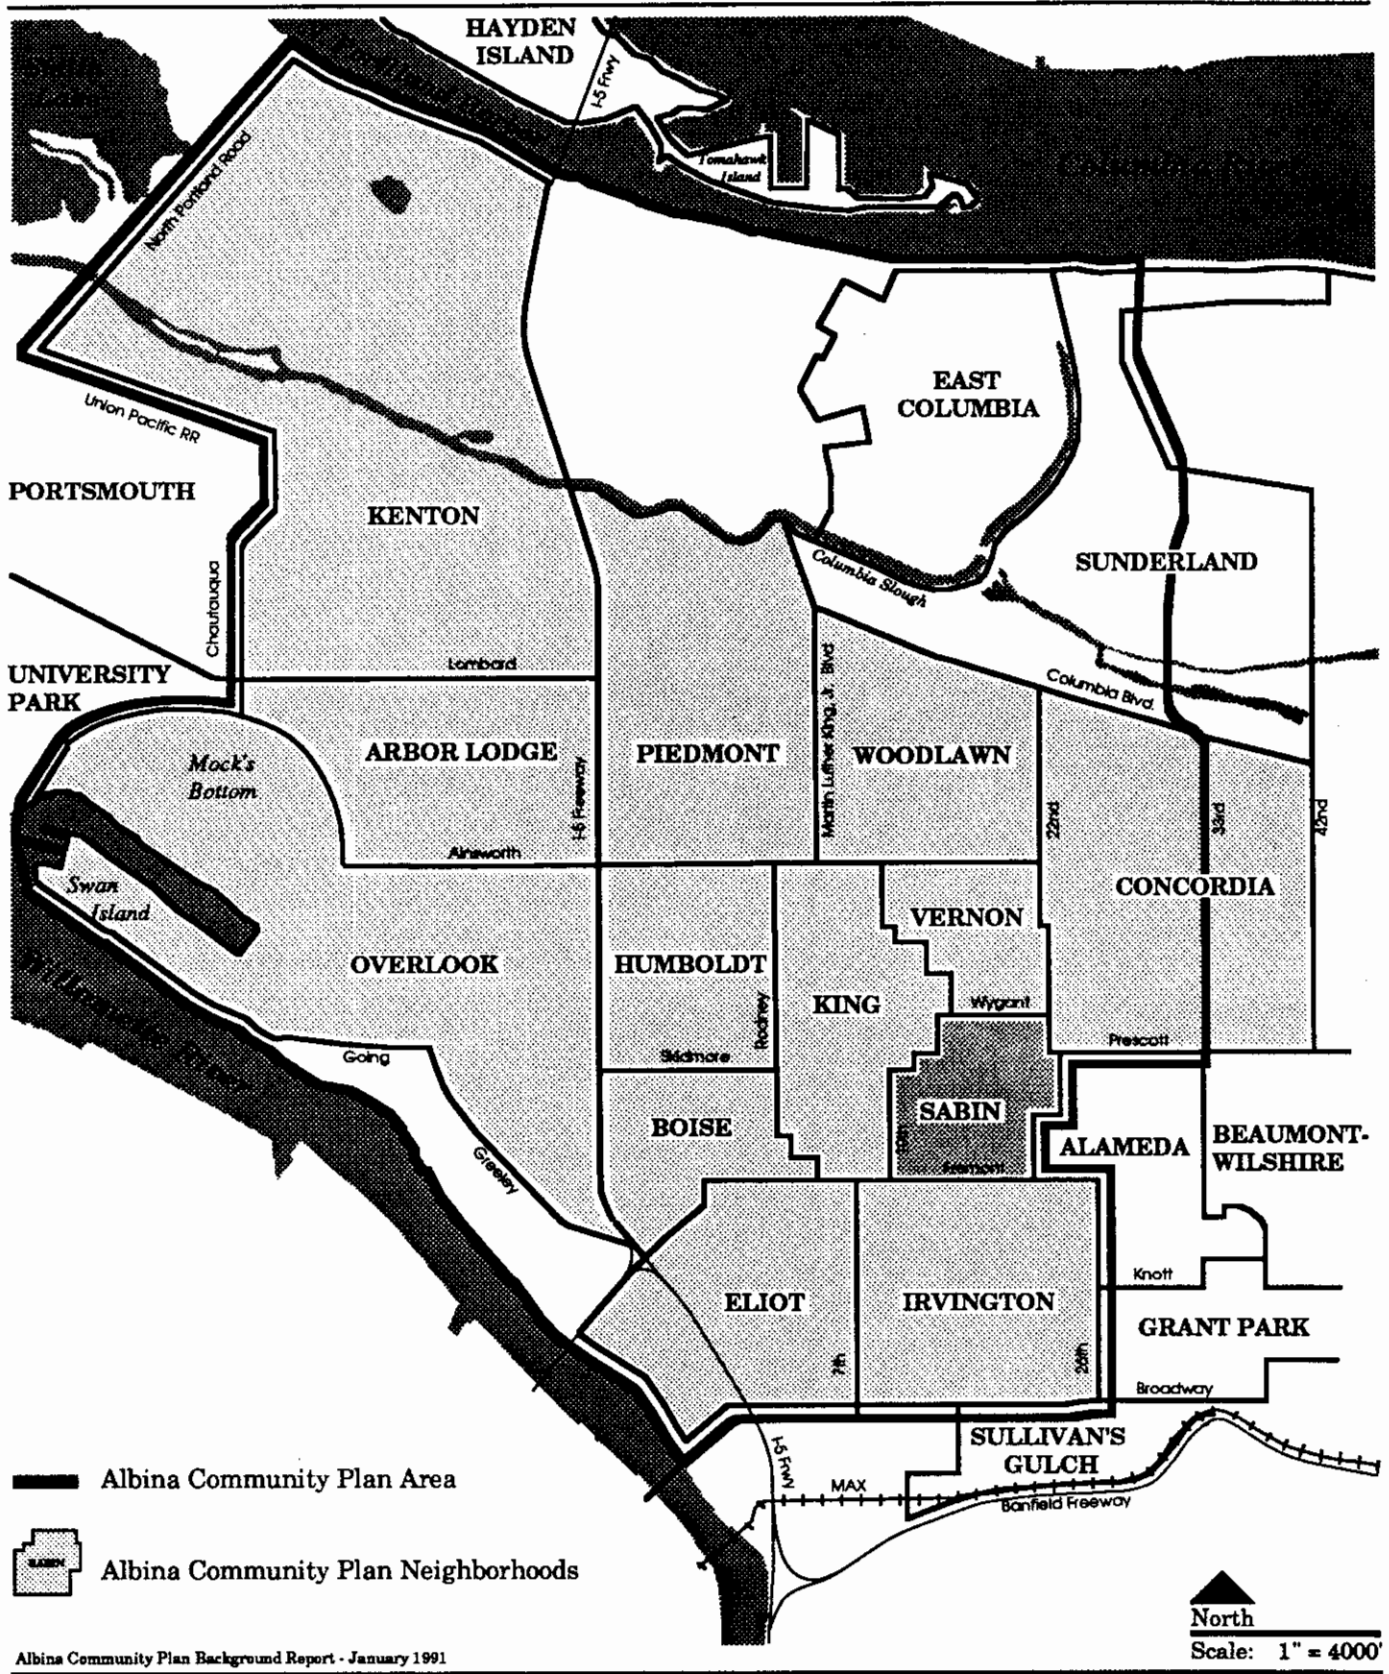 HAYDEN
ISLAND
I-5 Frwy
Tomahawk
Island
North Portland Road
EAST
COLUMBIA
Union Pacific RR
PORTSMOUTH
KENTON
Columbia Slough
SUNDERLAND
Chautauqua
Lombard
UNIVERSITY
PARK
Columbia Blvd.
Martin Luther King, Jr. Blvd
Mock's
Bottom
ARBOR LODGE
PIEDMONT
WOODLAWN
I-5 Freeway
22nd
33rd
42nd
Ainsworth
Swan
Island
CONCORDIA
VERNON
OVERLOOK
HUMBOLDT
KING
Wygant
Rodney
Willamette River
Going
Skidmore
Prescott
SABIN
BOISE
10th
ALAMEDA
BEAUMONT-
WILSHIRE
Greeley
Fremont
Knott
ELIOT
IRVINGTON
GRANT PARK
7th
26th
Broadway
SULLIVAN'S
GULCH
I-5 Frwy
MAX
Banfield Freeway
Albina Community Plan Area
SABIN
Albina Community Plan Neighborhoods
North
Scale: 1" = 4000'
Albina Community Plan Background Report - January 1991